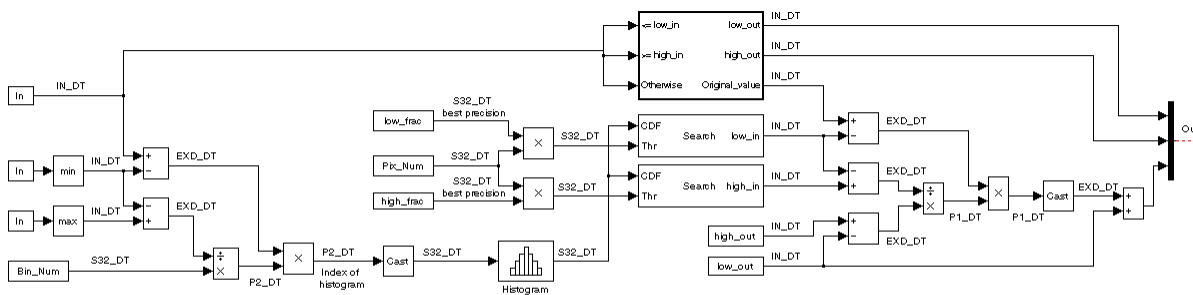 In
IN_DT
<= low_in
low_out
IN_DT
>= high_in
high_out
IN_DT
Otherwise
Original_value
IN_DT
low_frac
S32_DT
best precision
Pix_Num
S32_DT
S32_DT
best precision
high_frac
×
S32_DT
×
S32_DT
CDF
Thr
Search
low_in
IN_DT
CDF
Thr
Search
high_in
IN_DT
+
−
EXD_DT
−
+
EXD_DT
÷
×
P1_DT
×
P1_DT
Cast
EXD_DT
+
+
high_out
IN_DT
+
−
EXD_DT
low_out
IN_DT
In
min
IN_DT
+
−
EXD_DT
In
max
IN_DT
−
+
EXD_DT
Bin_Num
S32_DT
÷
×
P2_DT
×
P2_DT
Index of
histogram
Cast
S32_DT
Histogram
S32_DT